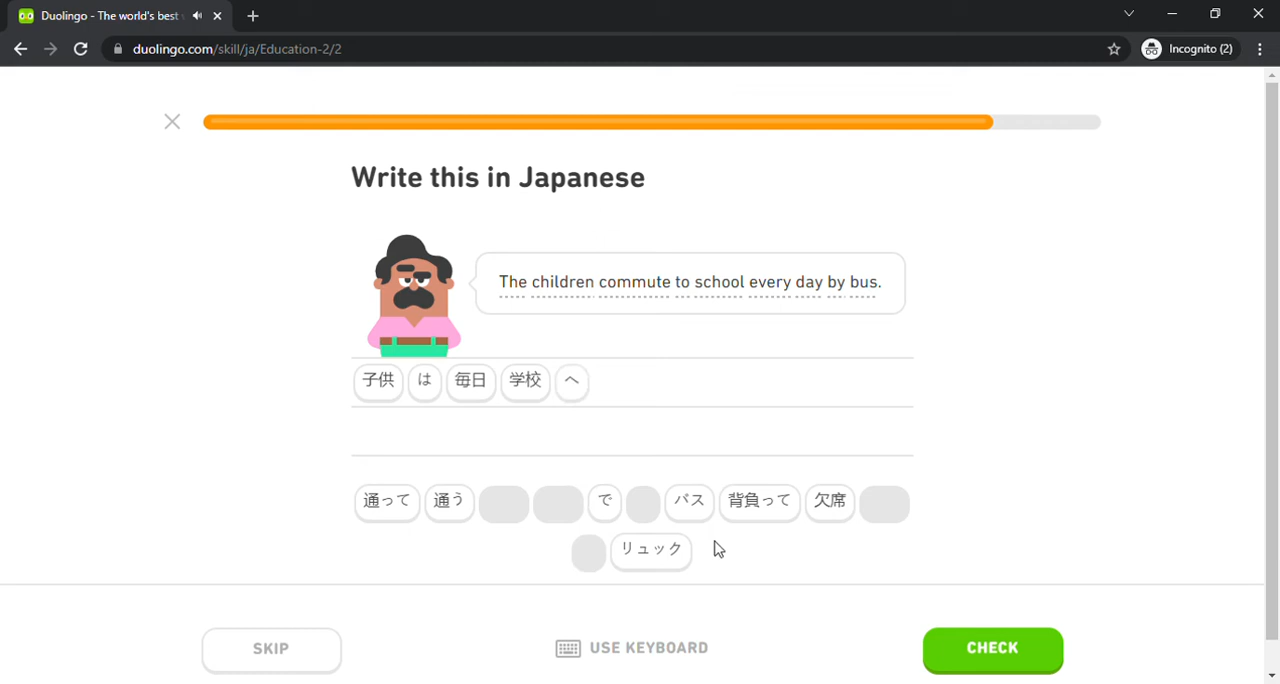 Duolingo - The world's best
duolingo.com/skill/ja/Education-2/2
Incognito (2)
Write this in Japanese
The children commute to school every day by bus.
子供 は 毎日 学校 へ
通って 通う で バス 背負って 欠席
リュック
SKIP
USE KEYBOARD
CHECK